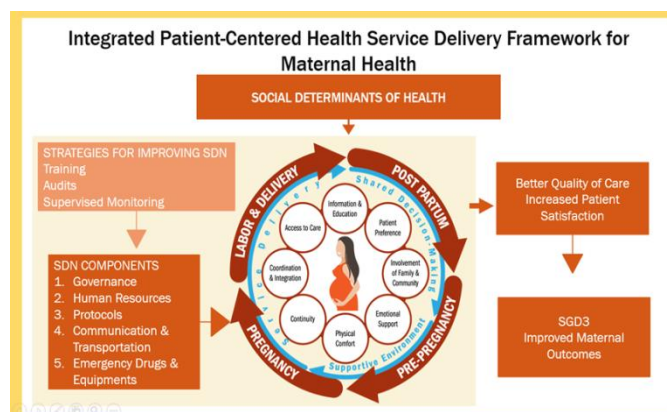 Integrated Patient-Centered Health Service Delivery Framework for
Maternal Health
SOCIAL DETERMINANTS OF HEALTH
STRATEGIES FOR IMPROVING SDN
Training
Audits
Supervised Monitoring
SDN COMPONENTS
1. Governance
2. Human Resources
3. Protocols
4. Communication &
Transportation
5. Emergency Drugs &
Equipments
LABOR & DELIVERY
POST PARTUM
PRE-PREGNANCY
PREGNANCY
Service Delivery
Shared Decision-Making
Supportive Environment
Information &
Education
Patient
Preference
Involvement of
Family &
Community
Emotional
Support
Physical
Comfort
Continuity
Coordination
& Integration
Access to Care
Better Quality of Care
Increased Patient
Satisfaction
SGD3
Improved Maternal
Outcomes